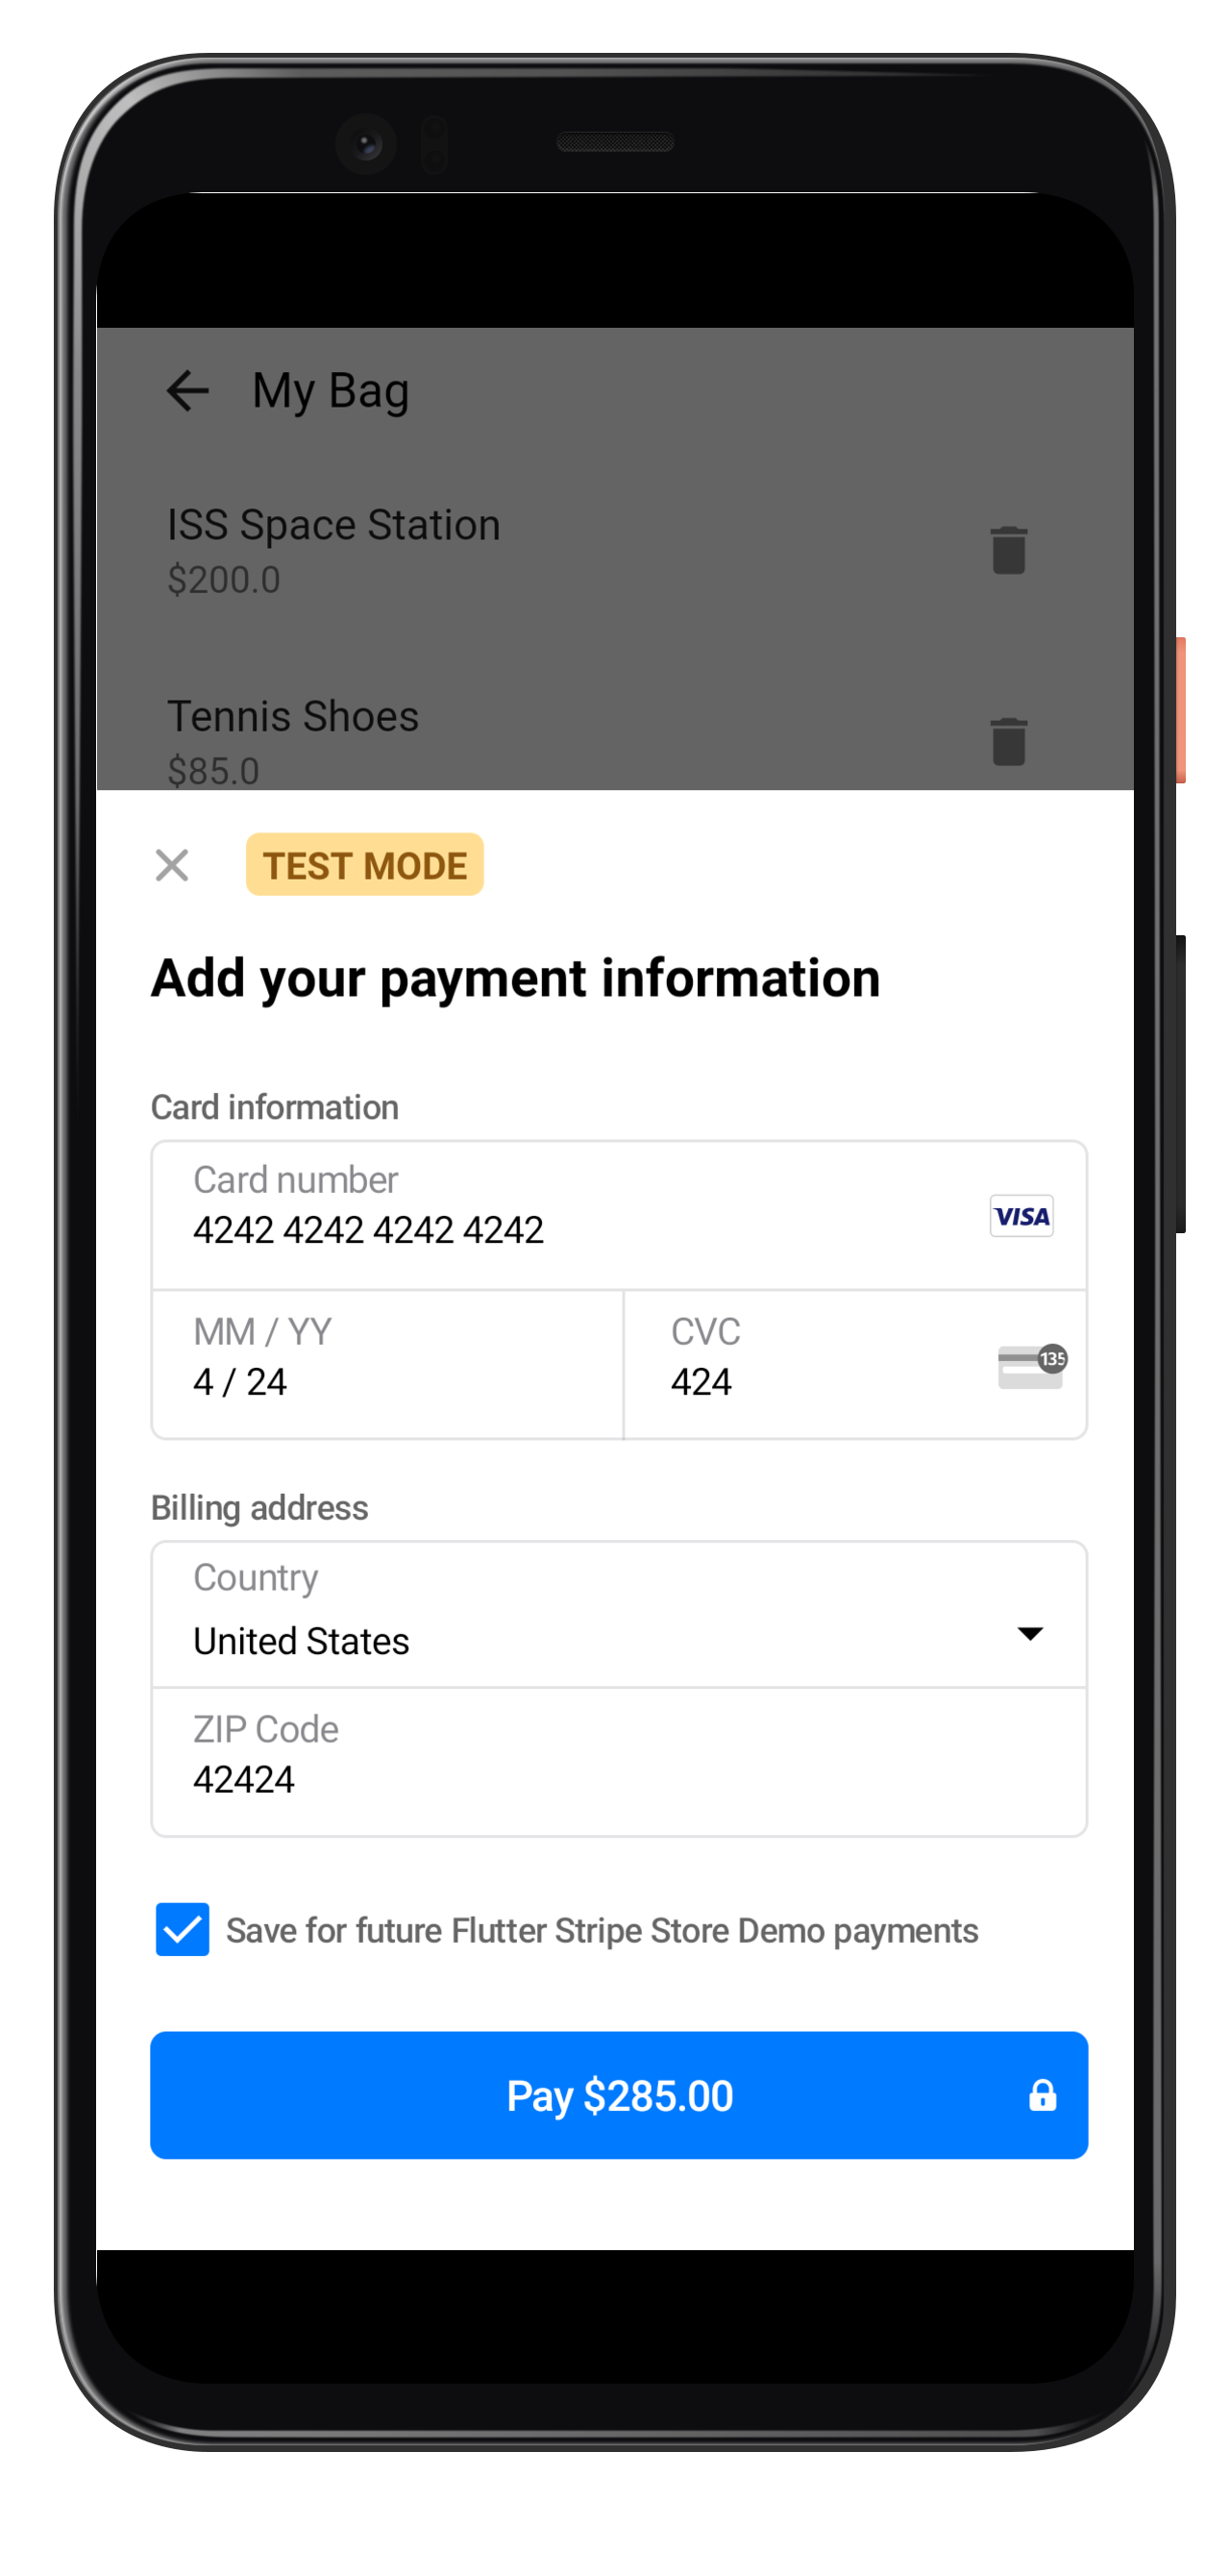 My Bag
ISS Space Station
$200.0
Tennis Shoes
$85.0
TEST MODE
Add your payment information
Card information
Card number
4242 4242 4242 4242
VISA
MM / YY
4 / 24
CVC
424
135
Billing address
Country
United States
ZIP Code
42424
Save for future Flutter Stripe Store Demo payments
Pay $285.00